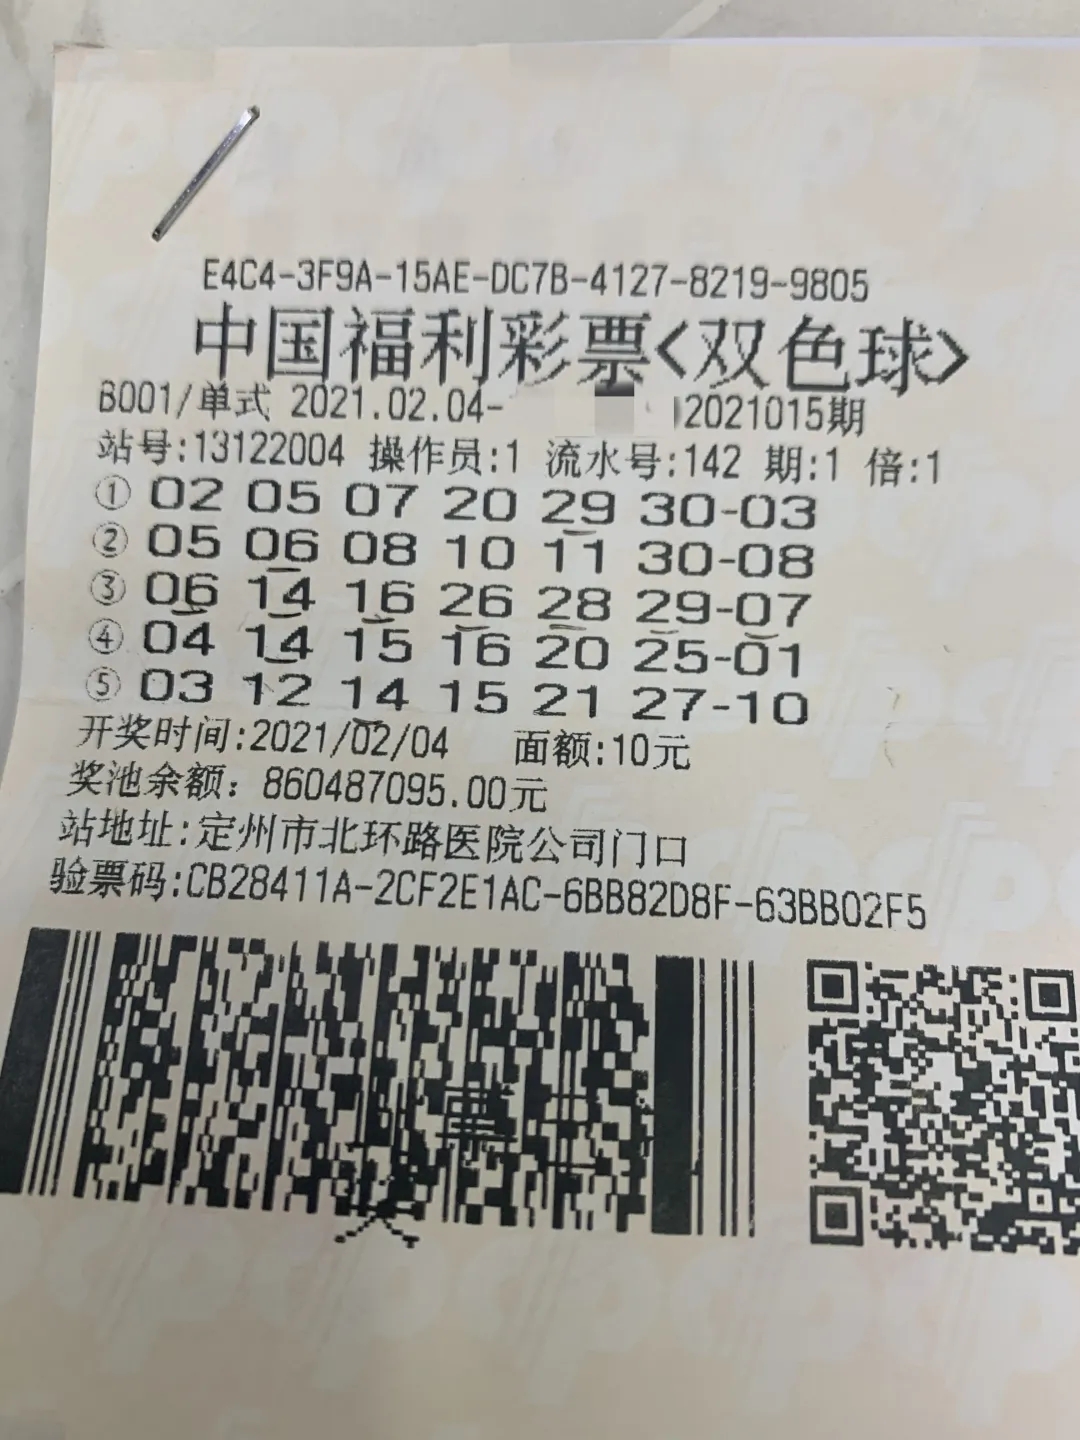 E4C4-3F9A-15AE-DC7B-4127-8219-9805
中国福利彩票<双色球>
B001/单式 2021.02.04- 2021015期
站号:13122004 操作员:1 流水号:142 期:1 倍:1
① 02 05 07 20 29 30-03
② 05 06 08 10 11 30-08
③ 06 14 16 26 28 29-07
④ 04 14 15 16 20 25-01
⑤ 03 12 14 15 21 27-10
开奖时间:2021/02/04 面额:10元
奖池余额: 860487095.00元
站地址:定州市北环路医院公司门口
验票码:CB28411A-2CF2E1AC-6BB82D8F-63BB02F5